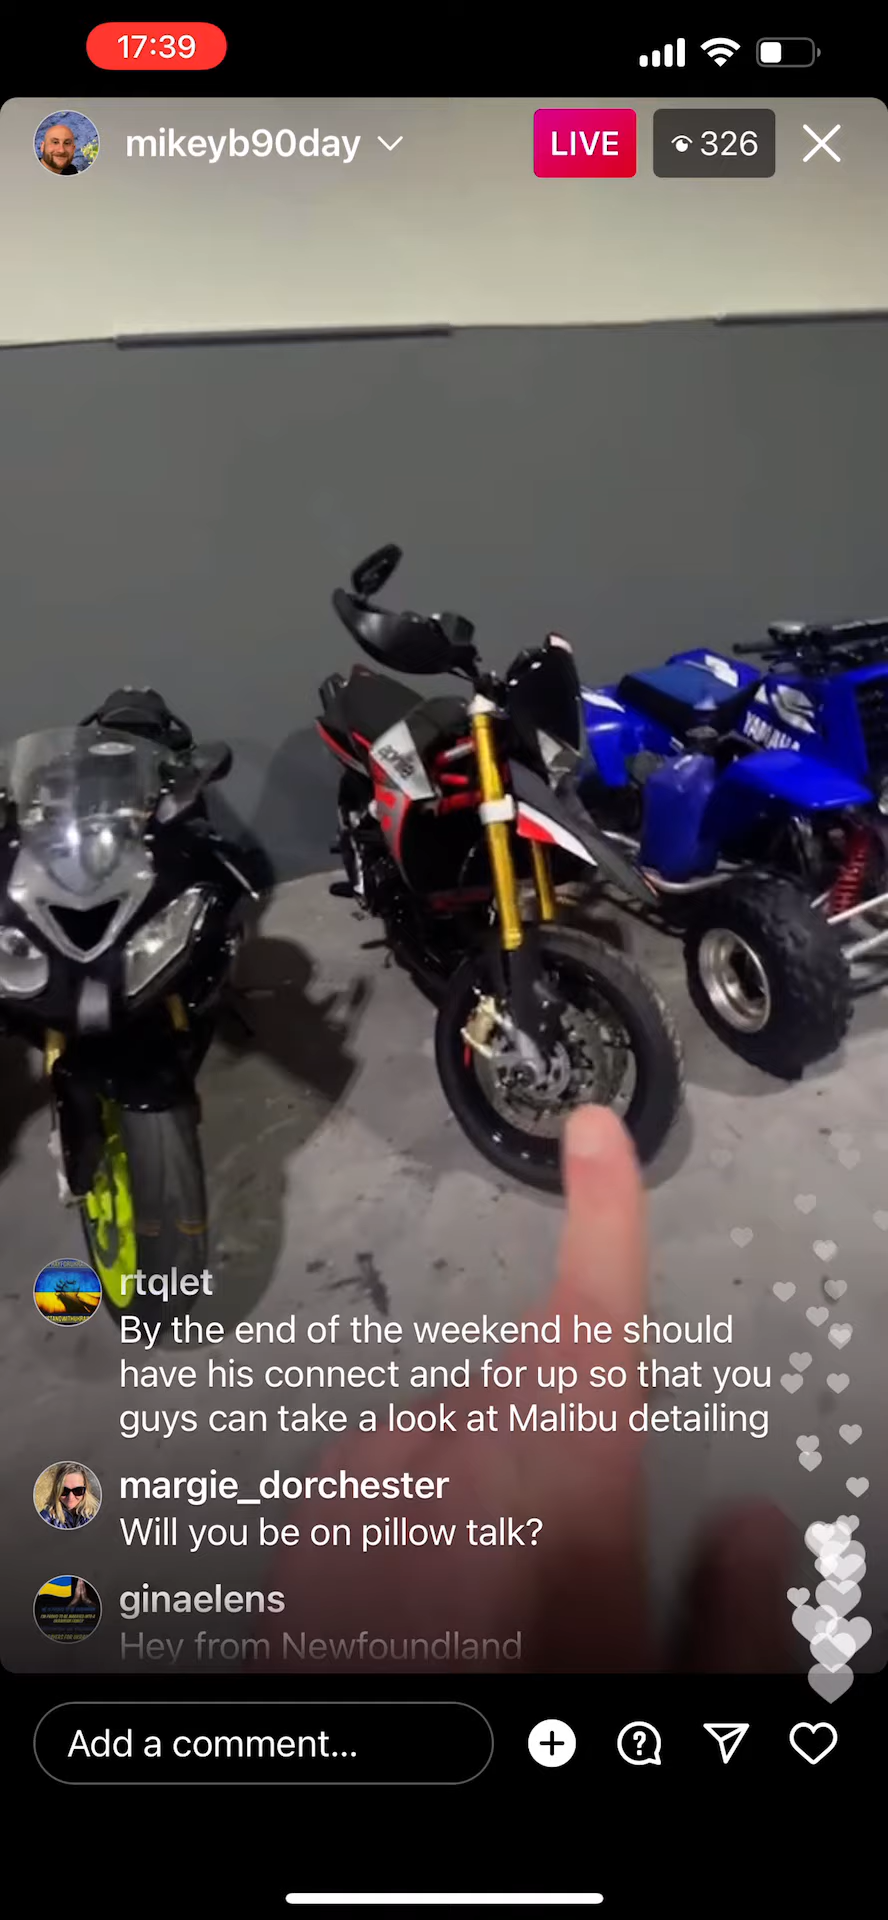 17:39
mikeyb90day
LIVE
326
aprilia
YAMAHA
rtqlet
By the end of the weekend he should
have his connect and for up so that you
guys can take a look at Malibu detailing
margie_dorchester
Will you be on pillow talk?
ginaelens
Hey from Newfoundland
Add a comment...